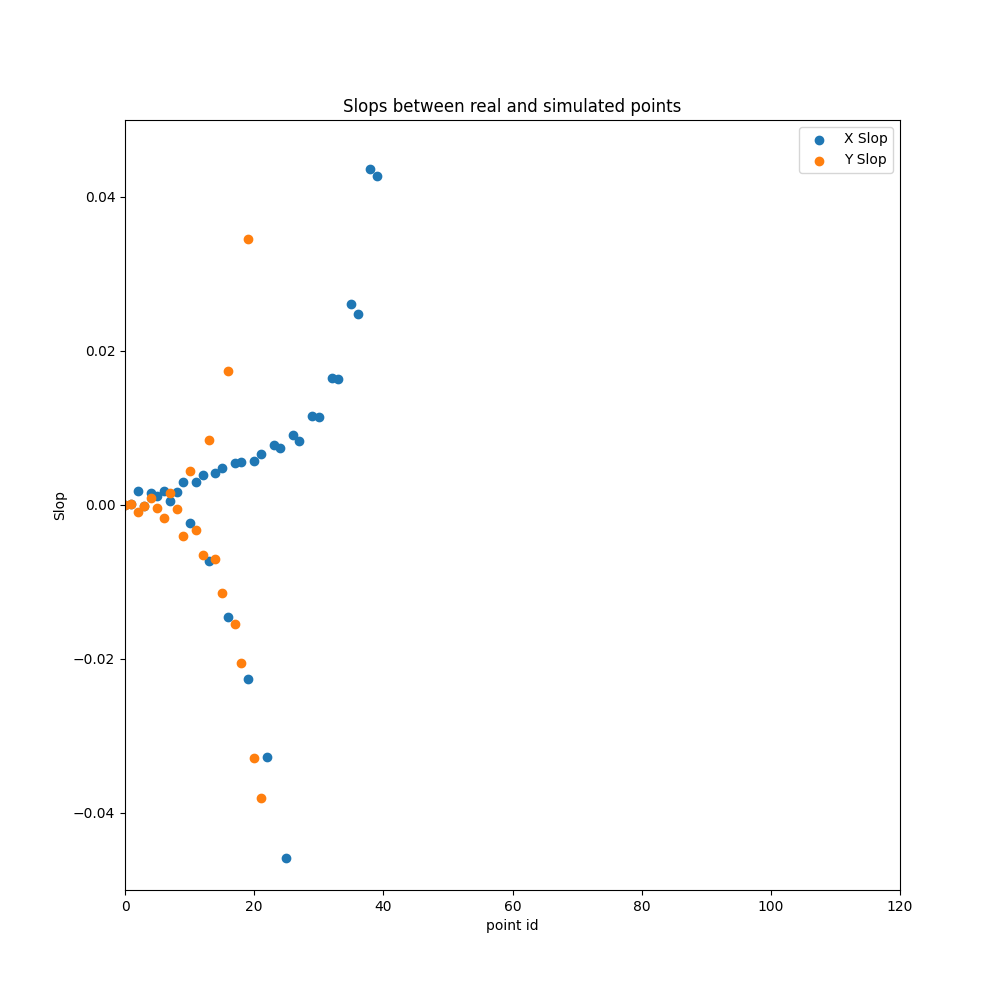 Slops between real and simulated points
X Slop
Y Slop
0.04
0.02
0.00
−0.02
−0.04
Slop
0 20 40 60 80 100 120
point id